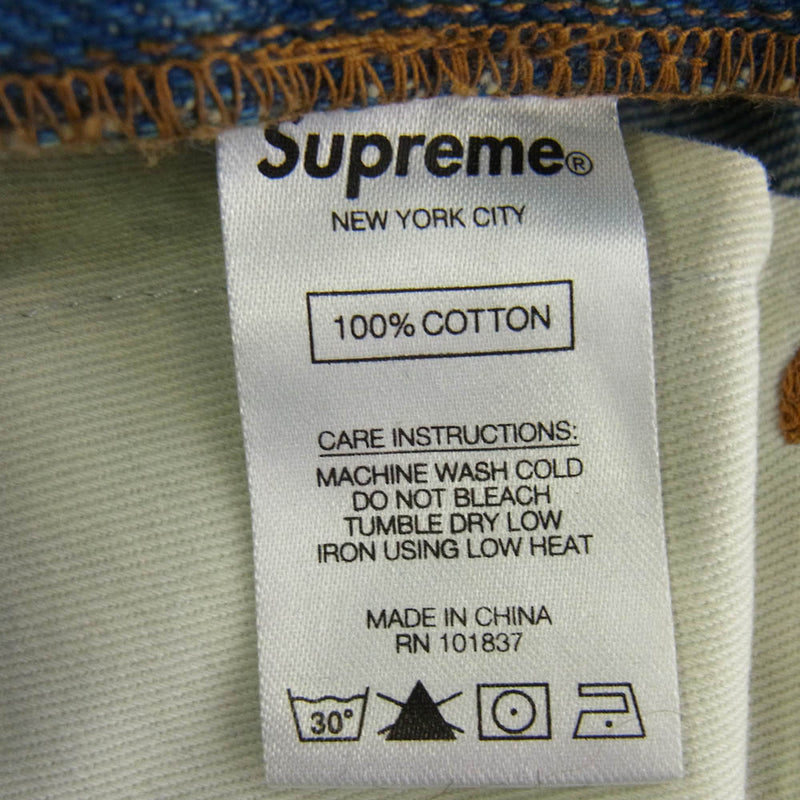 Supreme®
NEW YORK CITY
100% COTTON
CARE INSTRUCTIONS:
MACHINE WASH COLD
DO NOT BLEACH
TUMBLE DRY LOW
IRON USING LOW HEAT
MADE IN CHINA
RN 101837
30°